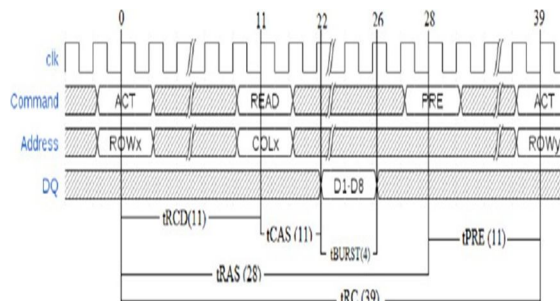 0 11 22 26 28 39
clk
Command ACT READ PRE ACT
Address ROWx COLx ROWy
DQ D1-D8
tRCD(11)
tCAS (11) tPRE (11)
tBURST(4)
tRAS (28)
tRC (39)